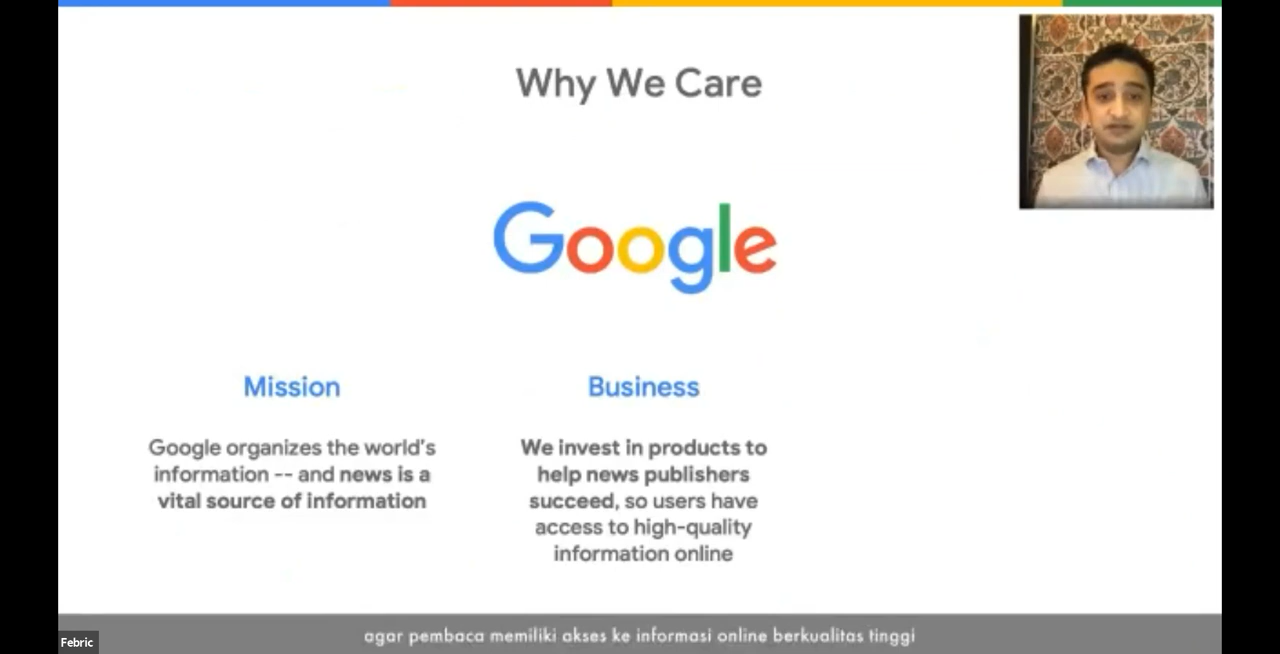 Why We Care
Google
Mission
Google organizes the world's
information -- and news is a
vital source of information
Business
We invest in products to
help news publishers
succeed, so users have
access to high-quality
information online
agar pembaca memiliki akses ke informasi online berkualitas tinggi
Febric